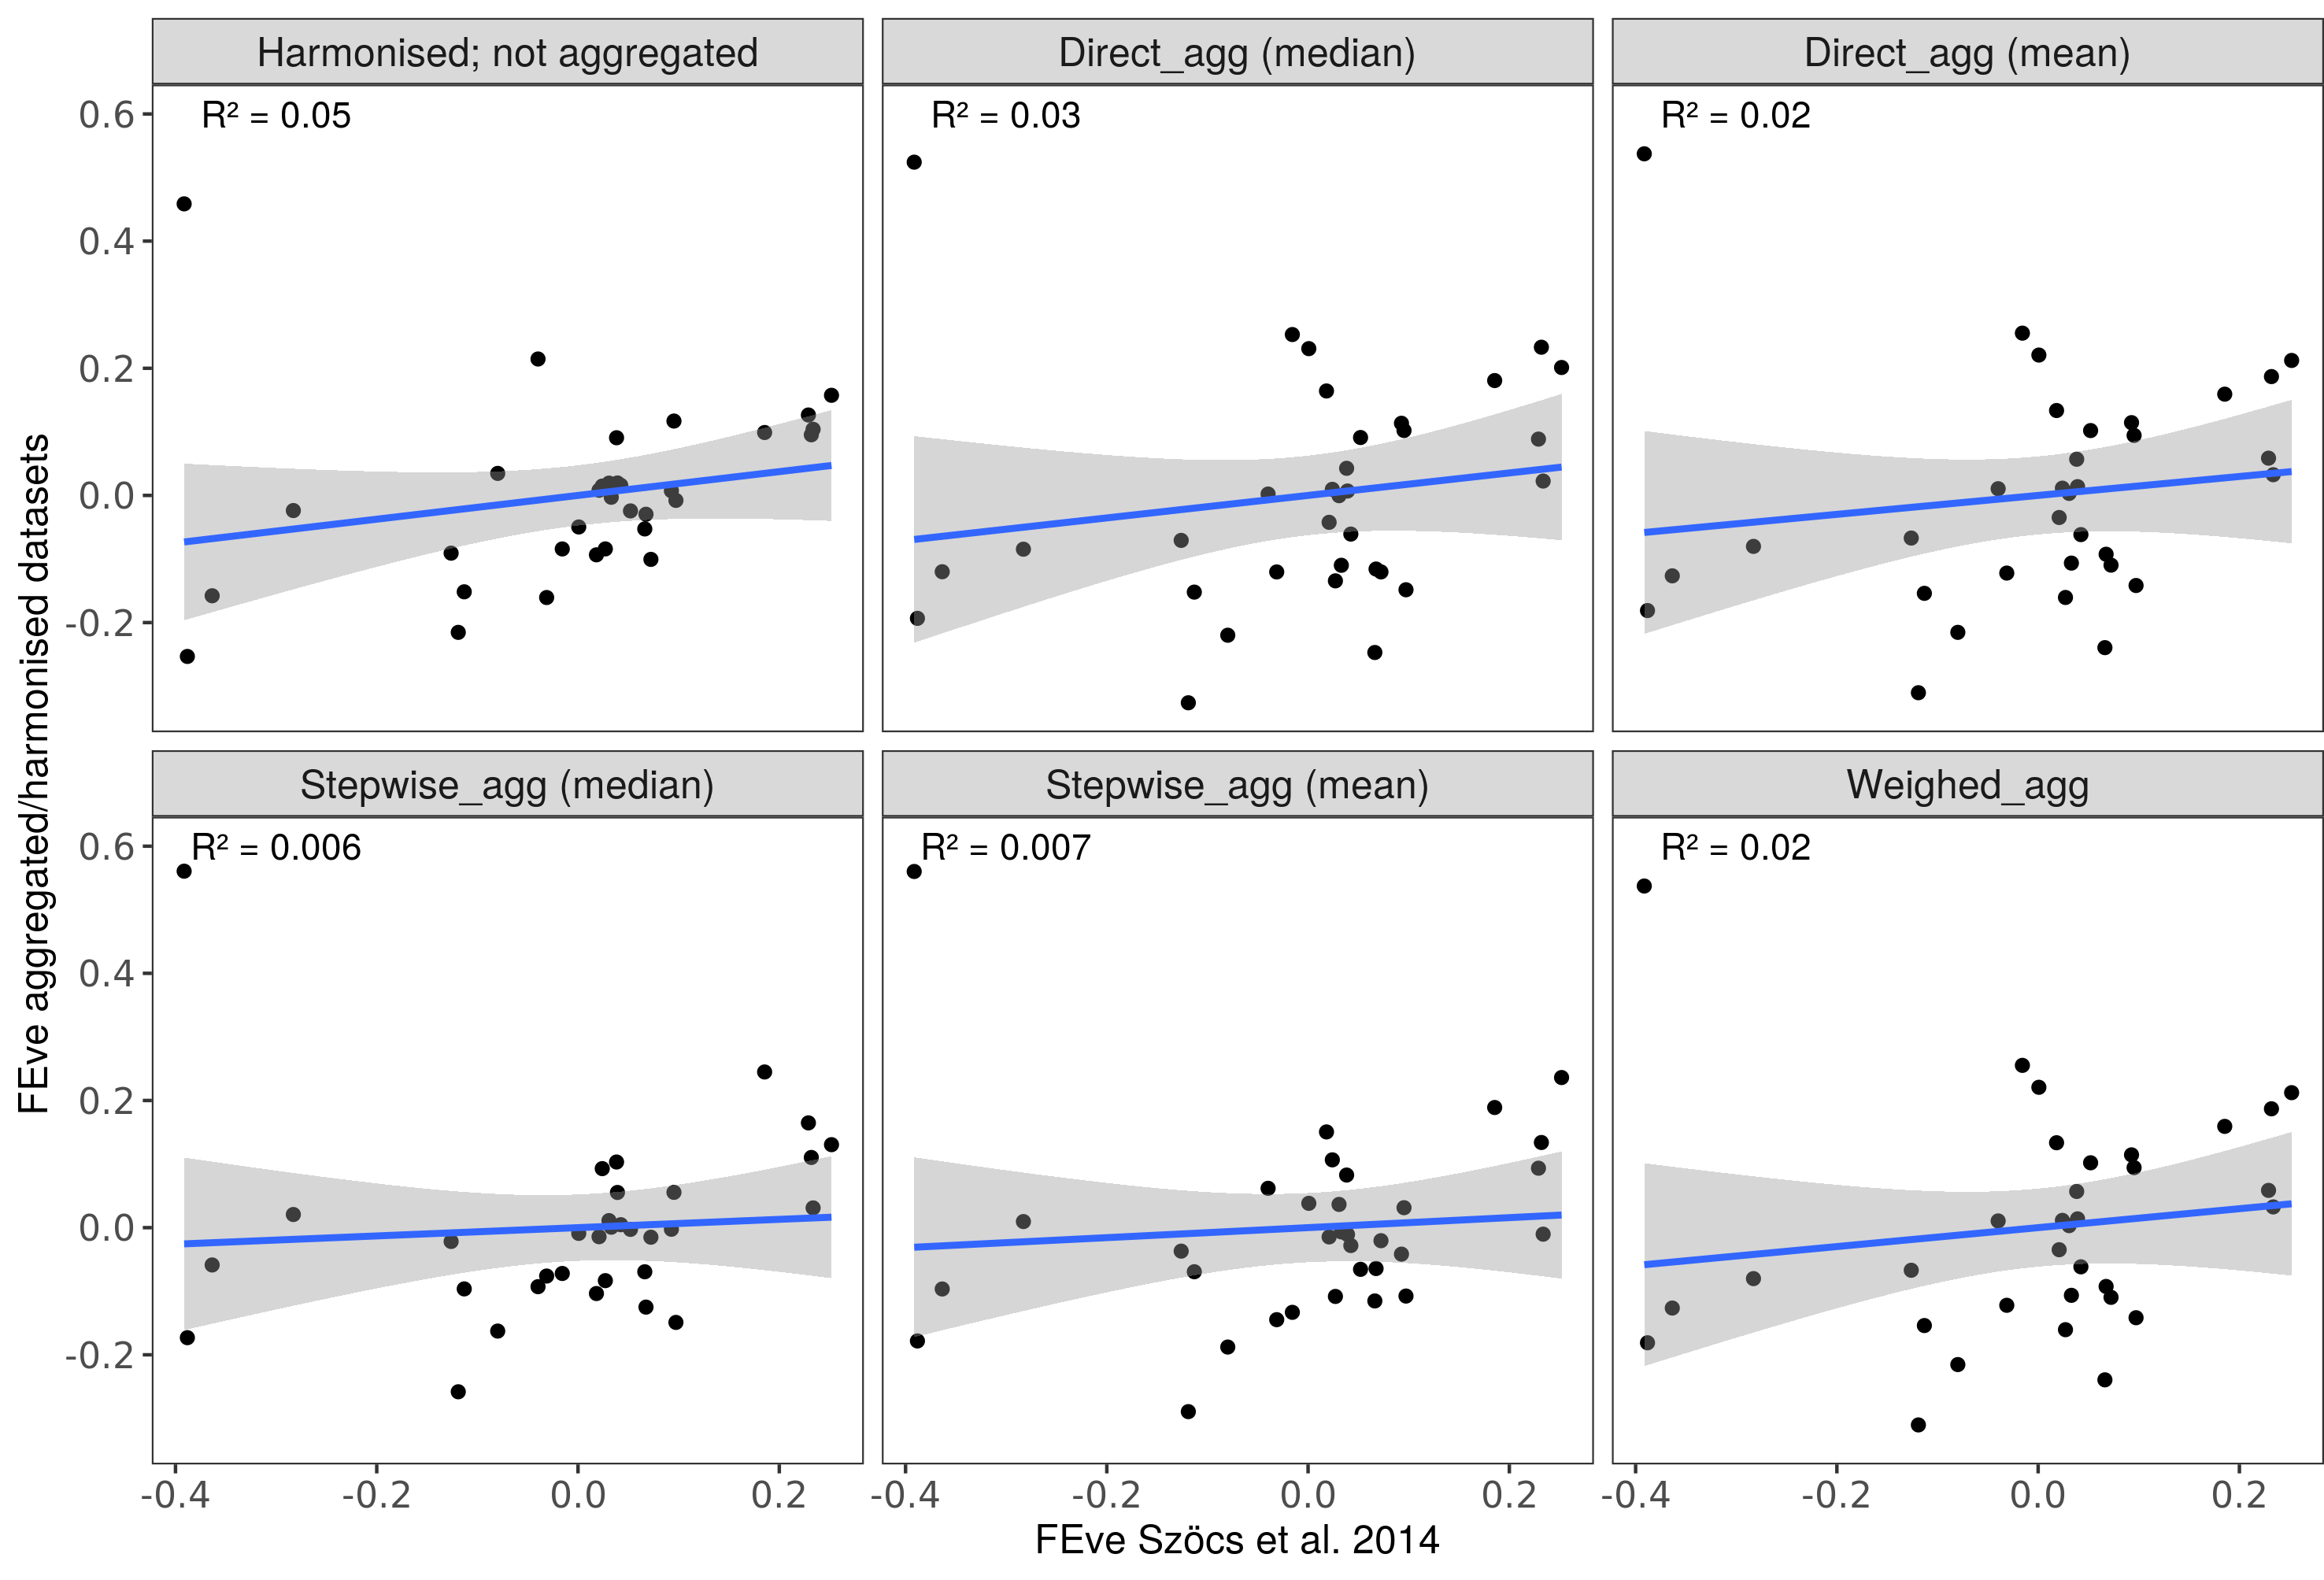 Harmonised; not aggregated
Direct_agg (median)
Direct_agg (mean)
R² = 0.05
R² = 0.03
R² = 0.02
0.6
0.4
0.2
0.0
-0.2
Stepwise_agg (median)
Stepwise_agg (mean)
Weighed_agg
R² = 0.006
R² = 0.007
R² = 0.02
0.6
0.4
0.2
0.0
-0.2
FEve aggregated/harmonised datasets
-0.4 -0.2 0.0 0.2
-0.4 -0.2 0.0 0.2
-0.4 -0.2 0.0 0.2
FEve Szöcs et al. 2014